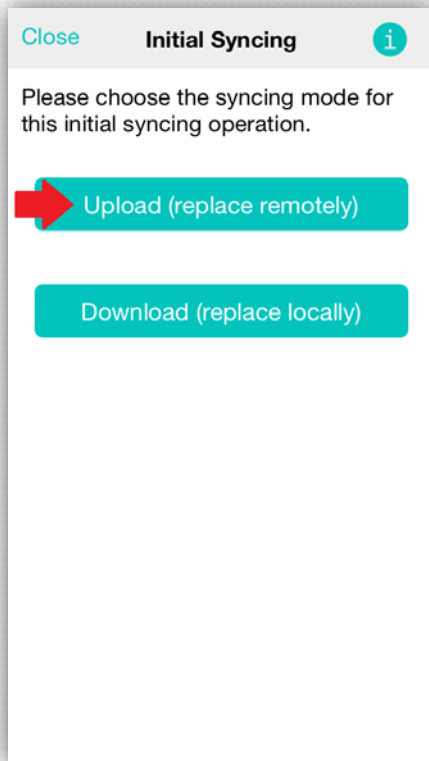 Close Initial Syncing i
Please choose the syncing mode for
this initial syncing operation.
Upload (replace remotely)
Download (replace locally)